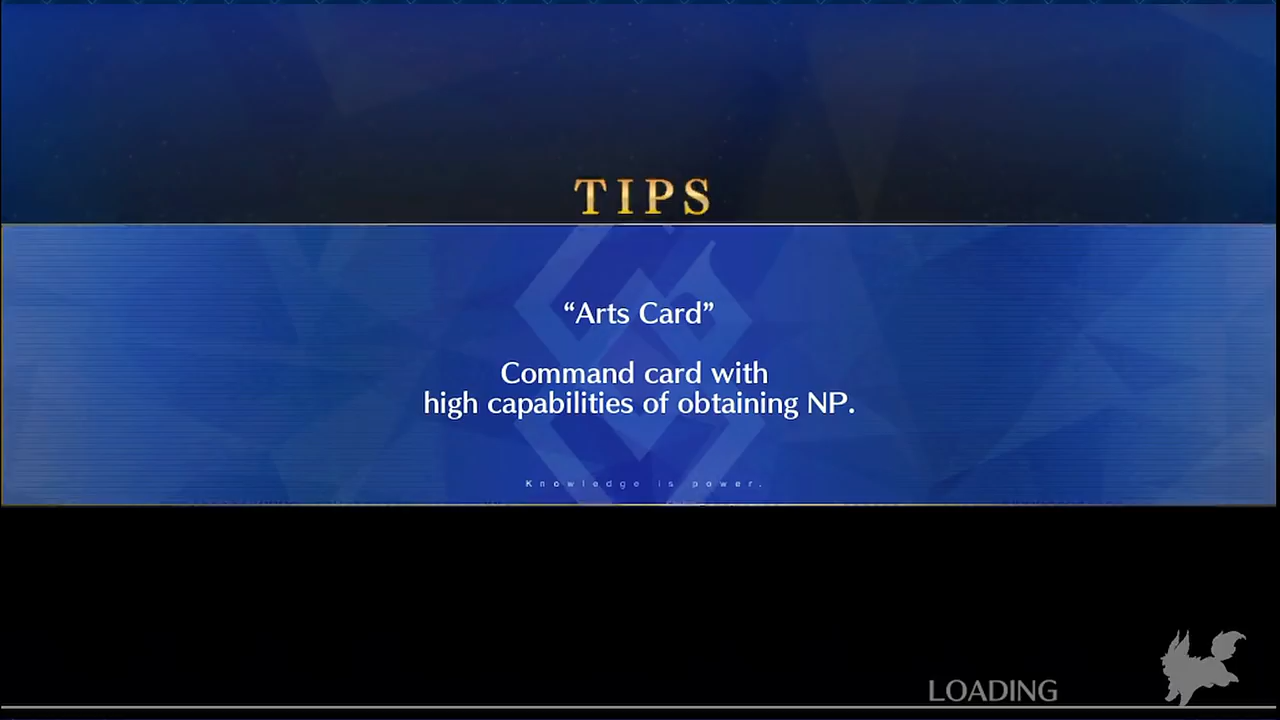 TIPS
“Arts Card”
Command card with
high capabilities of obtaining NP.
Knowledge is power.
LOADING